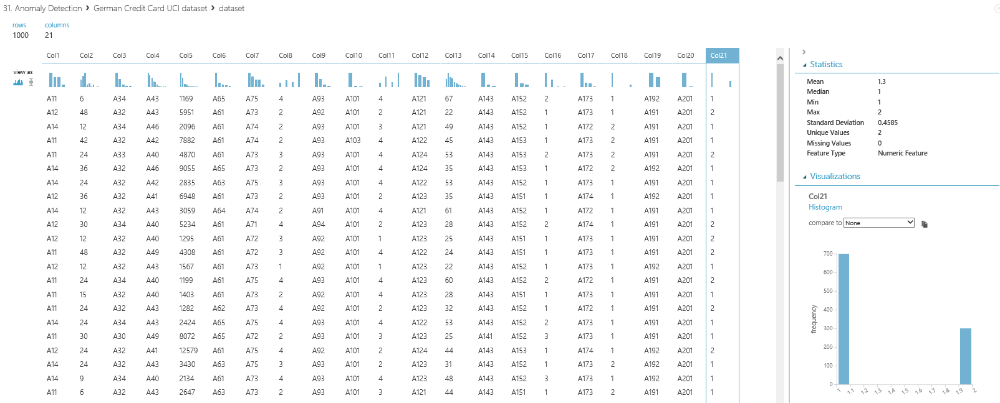 31. Anomaly Detection › German Credit Card UCI dataset › dataset
rows columns
1000 21
Col1 Col2 Col3 Col4 Col5 Col6 Col7 Col8 Col9 Col10 Col11 Col12 Col13 Col14 Col15 Col16 Col17 Col18 Col19 Col20 Col21
view as
A11 6 A34 A43 1169 A65 A75 4 A93 A101 4 A121 67 A143 A152 2 A173 1 A192 A201 1
A12 48 A32 A43 5951 A61 A73 2 A92 A101 2 A121 22 A143 A152 1 A173 1 A191 A201 2
A14 12 A34 A46 2096 A61 A74 2 A93 A101 3 A121 49 A143 A152 1 A172 2 A191 A201 1
A11 42 A32 A42 7882 A61 A74 2 A93 A103 4 A122 45 A143 A153 1 A173 2 A191 A201 1
A11 24 A33 A40 4870 A61 A73 3 A93 A101 4 A124 53 A143 A153 2 A173 2 A191 A201 2
A14 36 A32 A46 9055 A65 A73 2 A93 A101 4 A124 35 A143 A153 1 A172 2 A192 A201 1
A14 24 A32 A42 2835 A63 A75 3 A93 A101 4 A122 53 A143 A152 1 A173 1 A191 A201 1
A12 36 A32 A41 6948 A61 A73 2 A93 A101 2 A123 35 A143 A151 1 A174 1 A192 A201 1
A14 12 A32 A43 3059 A64 A74 2 A91 A101 4 A121 61 A143 A152 1 A172 1 A191 A201 1
A12 30 A34 A40 5234 A61 A71 4 A94 A101 2 A123 28 A143 A152 2 A174 1 A191 A201 2
A12 12 A32 A40 1295 A61 A72 3 A92 A101 1 A123 25 A143 A151 1 A173 1 A191 A201 2
A11 48 A32 A49 4308 A61 A72 3 A92 A101 4 A122 24 A143 A151 1 A173 1 A191 A201 2
A12 12 A32 A43 1567 A61 A73 1 A92 A101 1 A123 22 A143 A152 1 A173 1 A192 A201 1
A11 24 A34 A40 1199 A61 A75 4 A93 A101 4 A123 60 A143 A152 2 A172 1 A191 A201 2
A11 15 A32 A40 1403 A61 A73 2 A92 A101 4 A123 28 A143 A151 1 A173 1 A191 A201 1
A11 24 A32 A43 1282 A62 A73 4 A92 A101 2 A123 32 A143 A152 1 A172 1 A191 A201 2
A14 24 A34 A43 2424 A65 A75 4 A93 A101 4 A122 53 A143 A152 2 A173 1 A191 A201 1
A11 30 A30 A49 8072 A65 A72 2 A93 A101 3 A123 25 A141 A152 3 A173 1 A191 A201 1
A12 24 A32 A41 12579 A61 A75 4 A92 A101 2 A124 44 A143 A153 1 A174 1 A192 A201 2
A14 24 A32 A43 3430 A63 A75 3 A93 A101 2 A123 31 A143 A152 1 A173 2 A192 A201 1
A14 9 A34 A40 2134 A61 A73 4 A93 A101 4 A123 48 A143 A152 3 A173 1 A192 A201 1
A11 6 A32 A43 2647 A63 A73 2 A93 A101 3 A121 44 A143 A151 1 A173 2 A191 A201 1
Statistics
Mean 1.3
Median 1
Min 1
Max 2
Standard Deviation 0.4585
Unique Values 2
Missing Values 0
Feature Type Numeric Feature
Visualizations
Col21
Histogram
compare to None
700
600
500
400
300
200
100
0
frequency
1 1.1 1.2 1.3 1.4 1.5 1.6 1.7 1.8 1.9 2